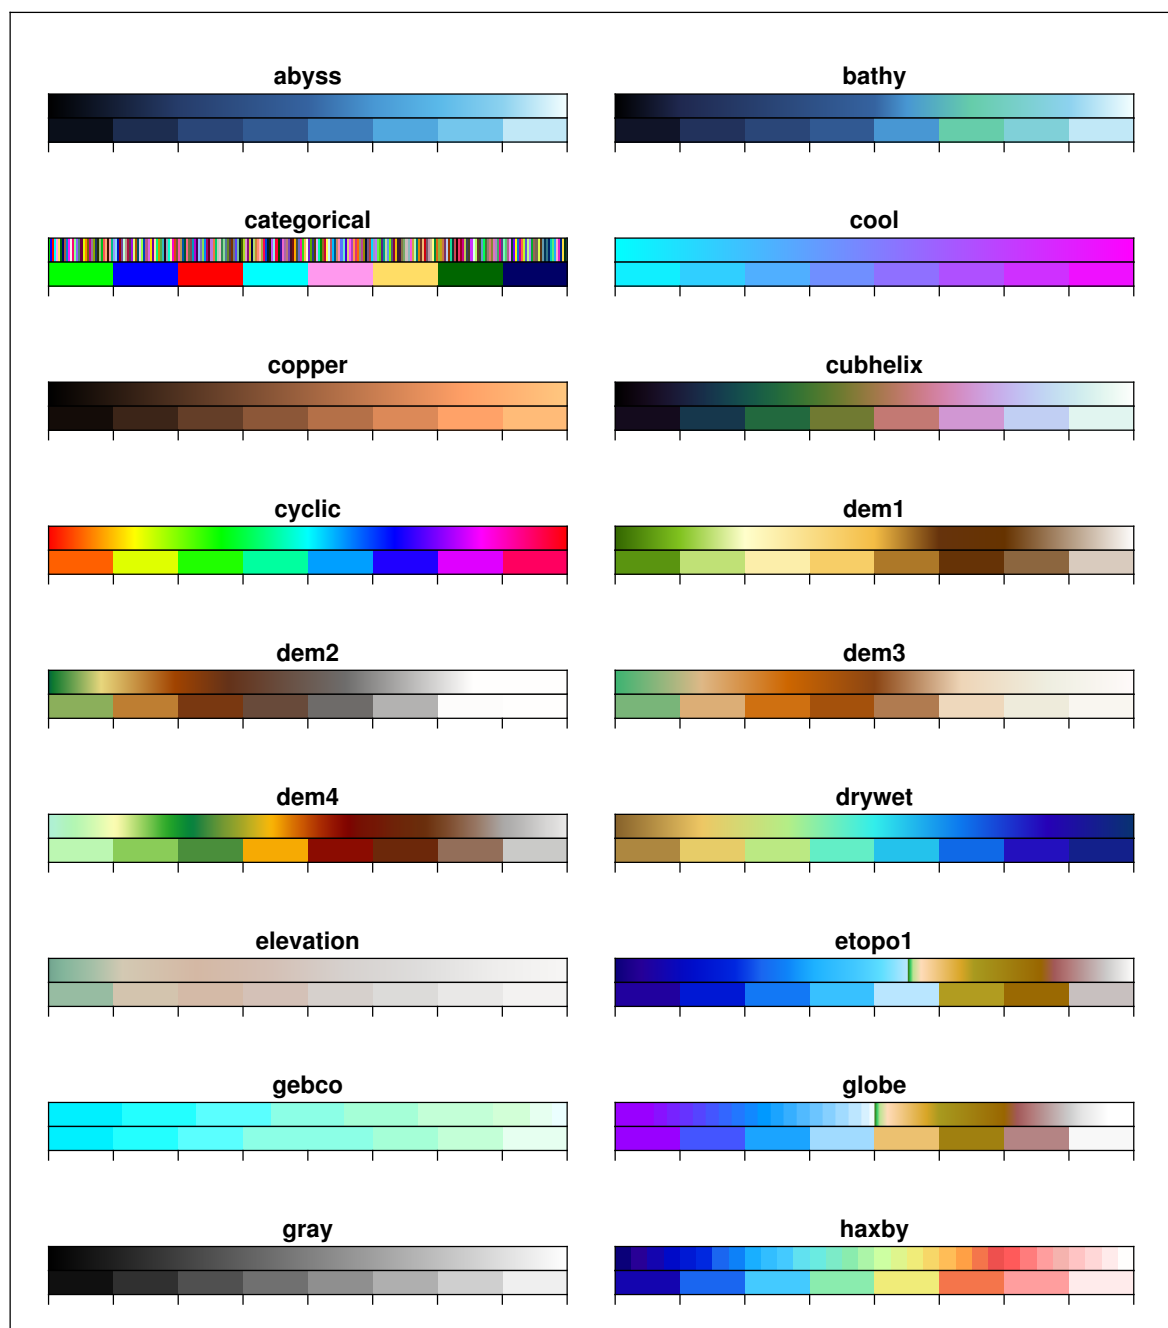 abyss
bathy
categorical
cool
copper
cubhelix
cyclic
dem1
dem2
dem3
dem4
drywet
elevation
etopo1
gebco
globe
gray
haxby